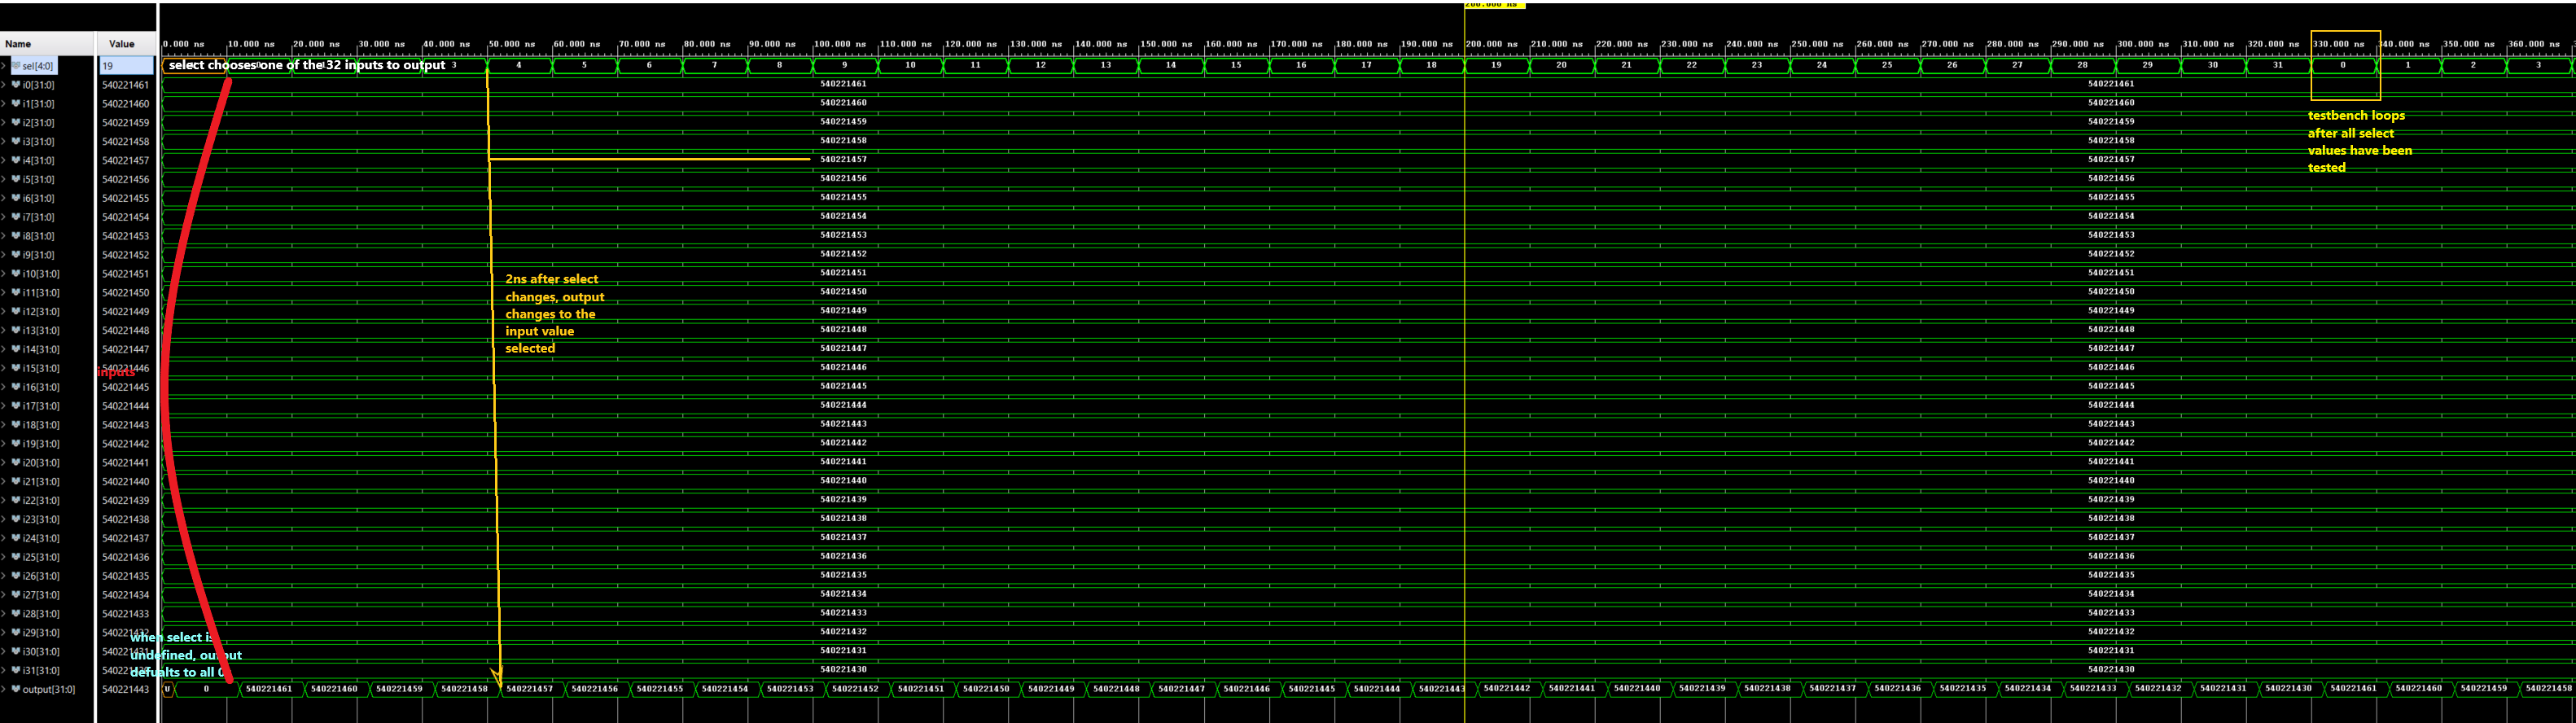 200.000 ns
Name Value 0.000 ns 10.000 ns 20.000 ns 30.000 ns 40.000 ns 50.000 ns 60.000 ns 70.000 ns 80.000 ns 90.000 ns 100.000 ns 110.000 ns 120.000 ns 130.000 ns 140.000 ns 150.000 ns 160.000 ns 170.000 ns 180.000 ns 190.000 ns 200.000 ns 210.000 ns 220.000 ns 230.000 ns 240.000 ns 250.000 ns 260.000 ns 270.000 ns 280.000 ns 290.000 ns 300.000 ns 310.000 ns 320.000 ns 330.000 ns 340.000 ns 350.000 ns 360.000 ns
sel[4:0] 19 select chooses one of the 32 inputs to output 3 4 5 6 7 8 9 10 11 12 13 14 15 16 17 18 19 20 21 22 23 24 25 26 27 28 29 30 31 0 1 2 3
i0[31:0] 540221461 540221461 540221461
i1[31:0] 540221460 540221460 540221460
i2[31:0] 540221459 540221459 540221459
i3[31:0] 540221458 540221458 540221458
i4[31:0] 540221457 540221457 540221457
i5[31:0] 540221456 540221456 540221456
i6[31:0] 540221455 540221455 540221455
i7[31:0] 540221454 540221454 540221454
i8[31:0] 540221453 540221453 540221453
i9[31:0] 540221452 540221452 540221452
i10[31:0] 540221451 540221451 540221451
i11[31:0] 540221450 540221450 540221450
i12[31:0] 540221449 540221449 540221449
i13[31:0] 540221448 540221448 540221448
i14[31:0] 540221447 540221447 540221447
i15[31:0] 540221446 540221446 540221446
i16[31:0] 540221445 540221445 540221445
i17[31:0] 540221444 540221444 540221444
i18[31:0] 540221443 540221443 540221443
i19[31:0] 540221442 540221442 540221442
i20[31:0] 540221441 540221441 540221441
i21[31:0] 540221440 540221440 540221440
i22[31:0] 540221439 540221439 540221439
i23[31:0] 540221438 540221438 540221438
i24[31:0] 540221437 540221437 540221437
i25[31:0] 540221436 540221436 540221436
i26[31:0] 540221435 540221435 540221435
i27[31:0] 540221434 540221434 540221434
i28[31:0] 540221433 540221433 540221433
i29[31:0] 540221432 540221432 540221432
i30[31:0] 540221431 540221431
i31[31:0] 540221430 540221430
output[31:0] 540221443 U 0 540221461 540221460 540221459 540221458 540221457 540221456 540221455 540221454 540221453 540221452 540221451 540221450 540221449 540221448 540221447 540221446 540221445 540221444 540221443 540221442 540221441 540221440 540221439 540221438 540221437 540221436 540221435 540221434 540221433 540221432 540221431 540221430 540221461 540221460 540221459 540221458
inputs
when select is
undefined, output
defualts to all 0
2ns after select
changes, output
changes to the
input value
selected
testbench loops
after all select
values have been
tested